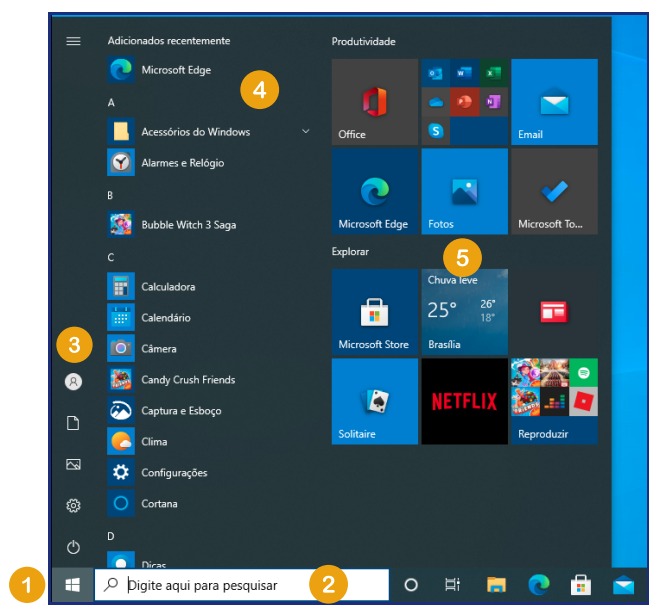 Adicionados recentemente
Microsoft Edge
4
A
Acessórios do Windows
Alarmes e Relógio
B
Bubble Witch 3 Saga
C
Calculadora
Calendário
3
Câmera
Candy Crush Friends
Captura e Esboço
Clima
Configurações
Cortana
D
Dicas
Produtividade
Office
Email
Microsoft Edge
Fotos
Microsoft To...
Explorar
5
Microsoft Store
Chuva leve
25° 26°
18°
Brasília
Solitaire
NETFLIX
Reproduzir
1
Digite aqui para pesquisar
2